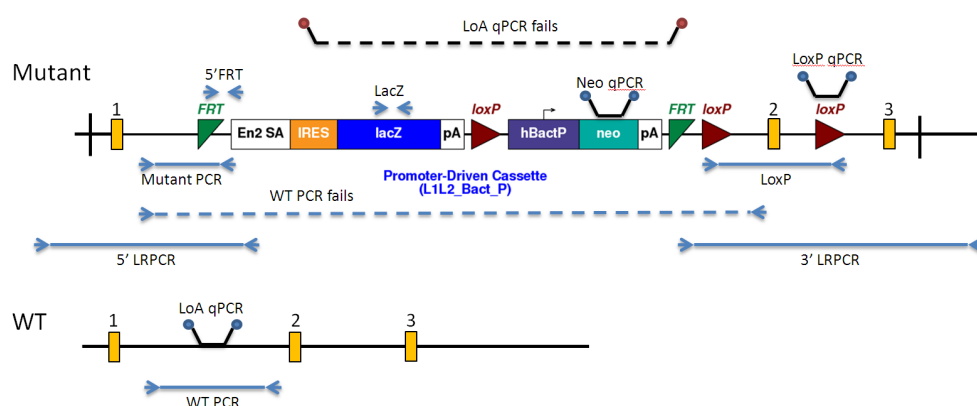 LoA qPCR fails
Mutant
LoxP qPCR
5’FRT
Neo qPCR
LacZ
1
FRT
loxP
FRT
loxP
2
loxP
3
En2 SA
IRES
lacZ
pA
hBactP
neo
pA
Mutant PCR
Promoter-Driven Cassette
(L1L2_Bact_P)
LoxP
WT PCR fails
5’ LRPCR
3’ LRPCR
LoA qPCR
WT
1
2
3
WT PCR